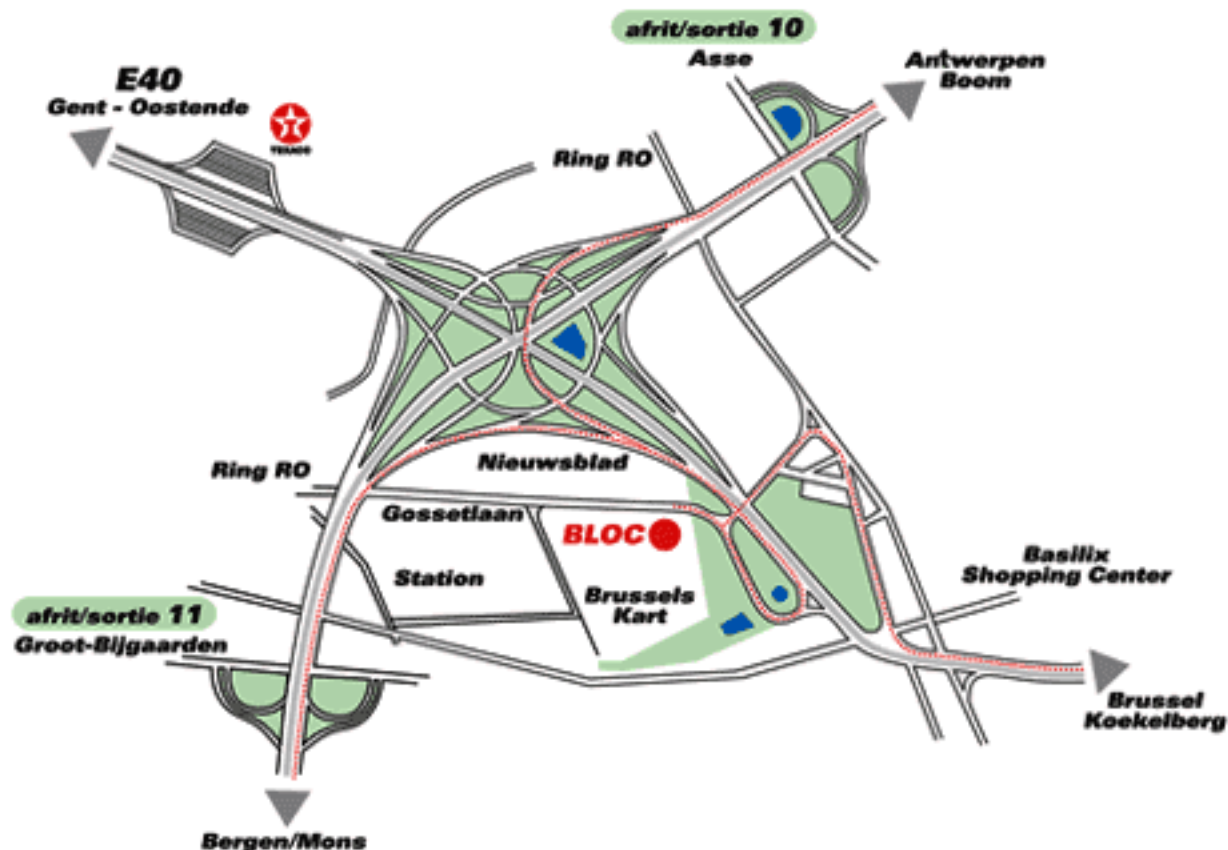 afrit/sortie 10
Asse
Antwerpen
Boom
E40
Gent - Oostende
TEXACO
Ring RO
Ring RO
Nieuwsblad
Gossetlaan
BLOC
Station
Brussels
Kart
Basilix
Shopping Center
afrit/sortie 11
Groot-Bijgaarden
Brussel
Koekelberg
Bergen/Mons